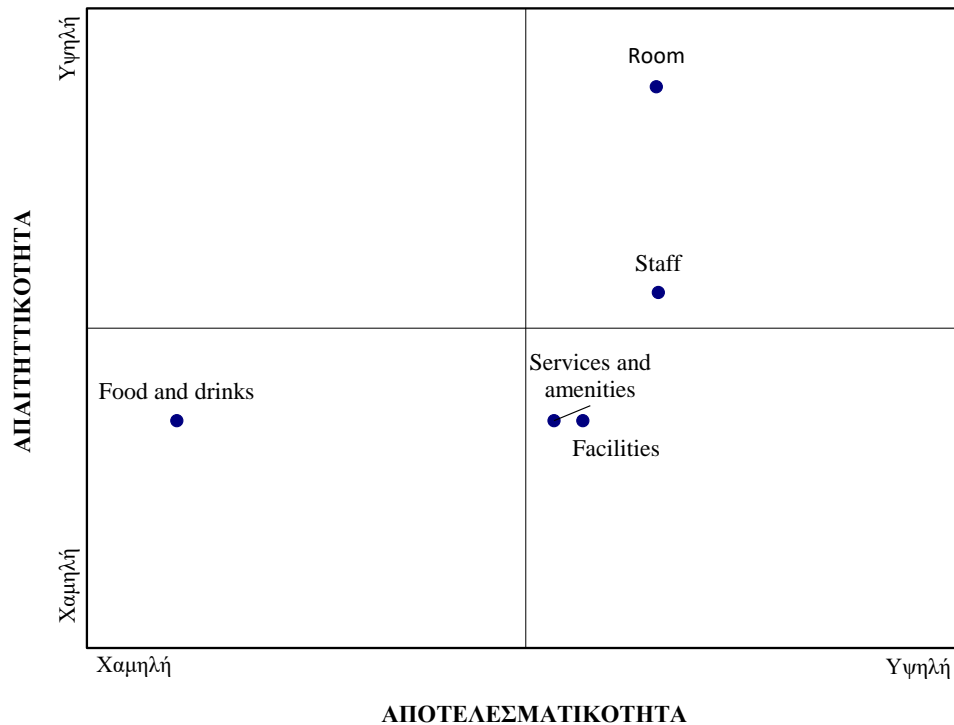 Υψηλή
Room
ΑΠΑΙΤΗΤΙΚΟΤΗΤΑ
Staff
Services and
amenities
Food and drinks
Facilities
Χαμηλή
Χαμηλή
Υψηλή
ΑΠΟΤΕΛΕΣΜΑΤΙΚΟΤΗΤΑ